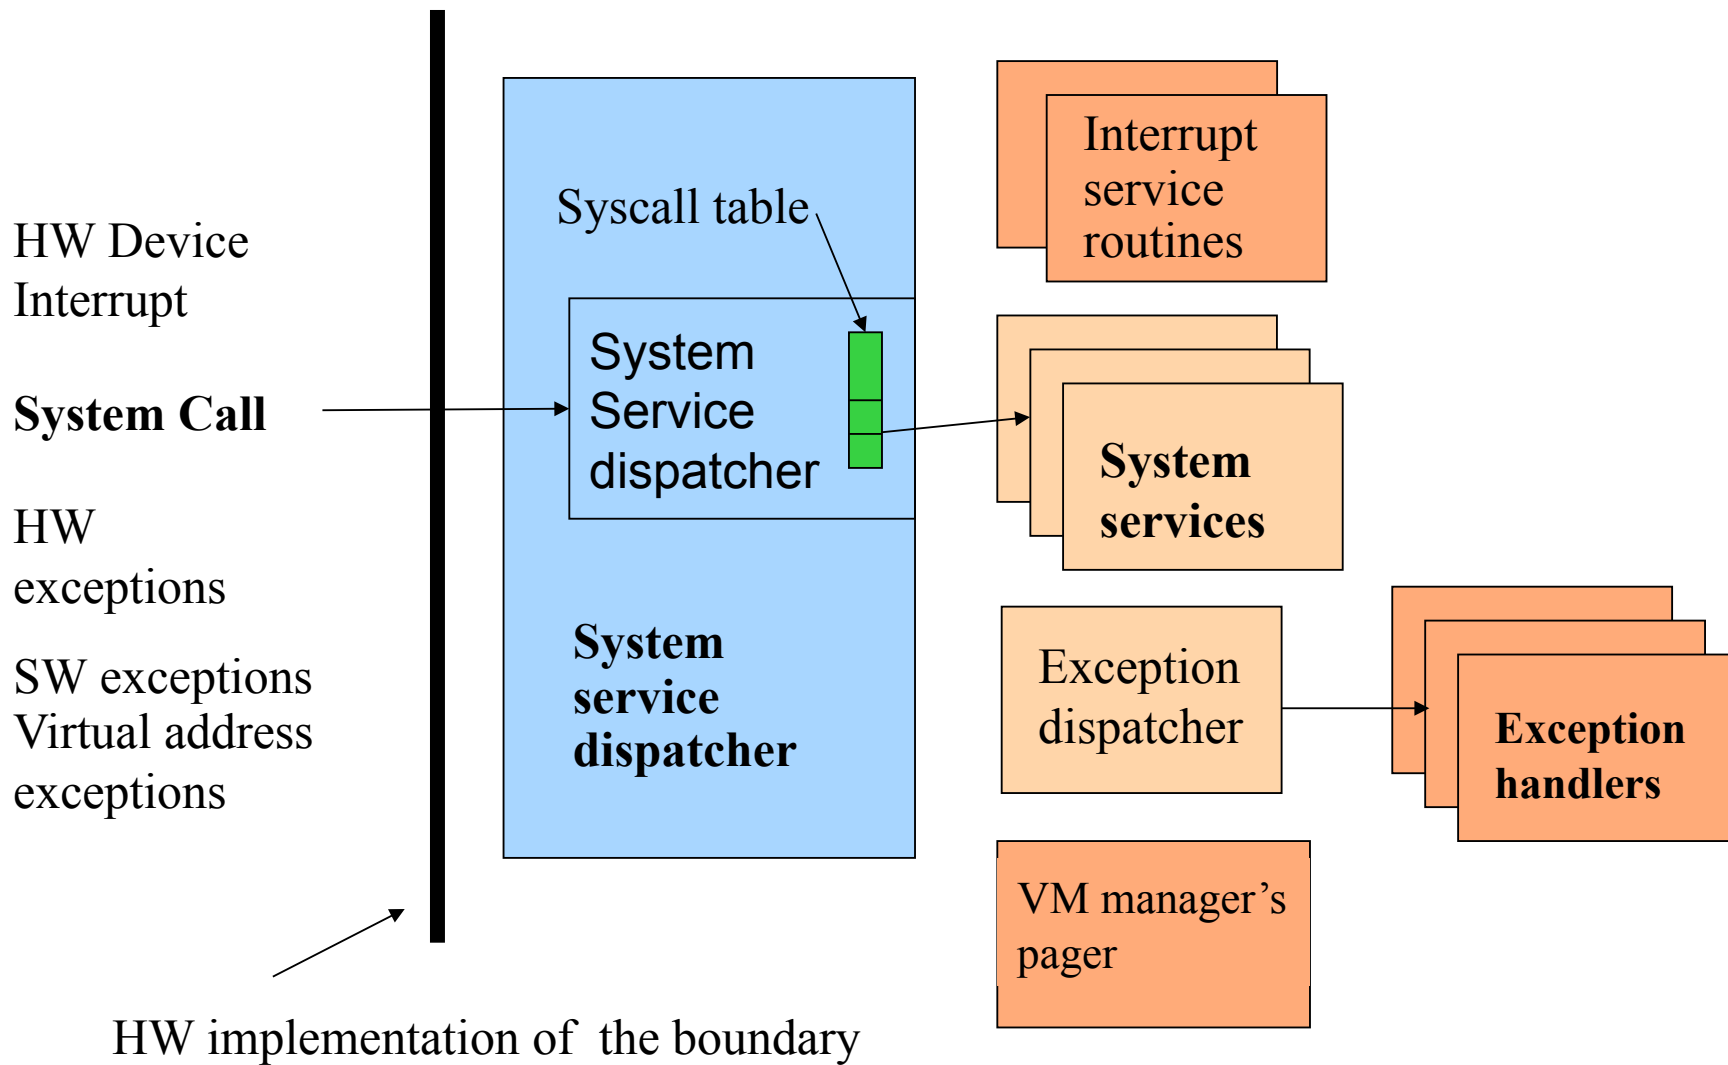 HW Device
Interrupt
System Call
HW
exceptions
SW exceptions
Virtual address
exceptions
HW implementation of  the boundary
Syscall table
System
Service
dispatcher
System
service
dispatcher
Interrupt
service
routines
System
services
Exception
dispatcher
Exception
handlers
VM manager’s
pager